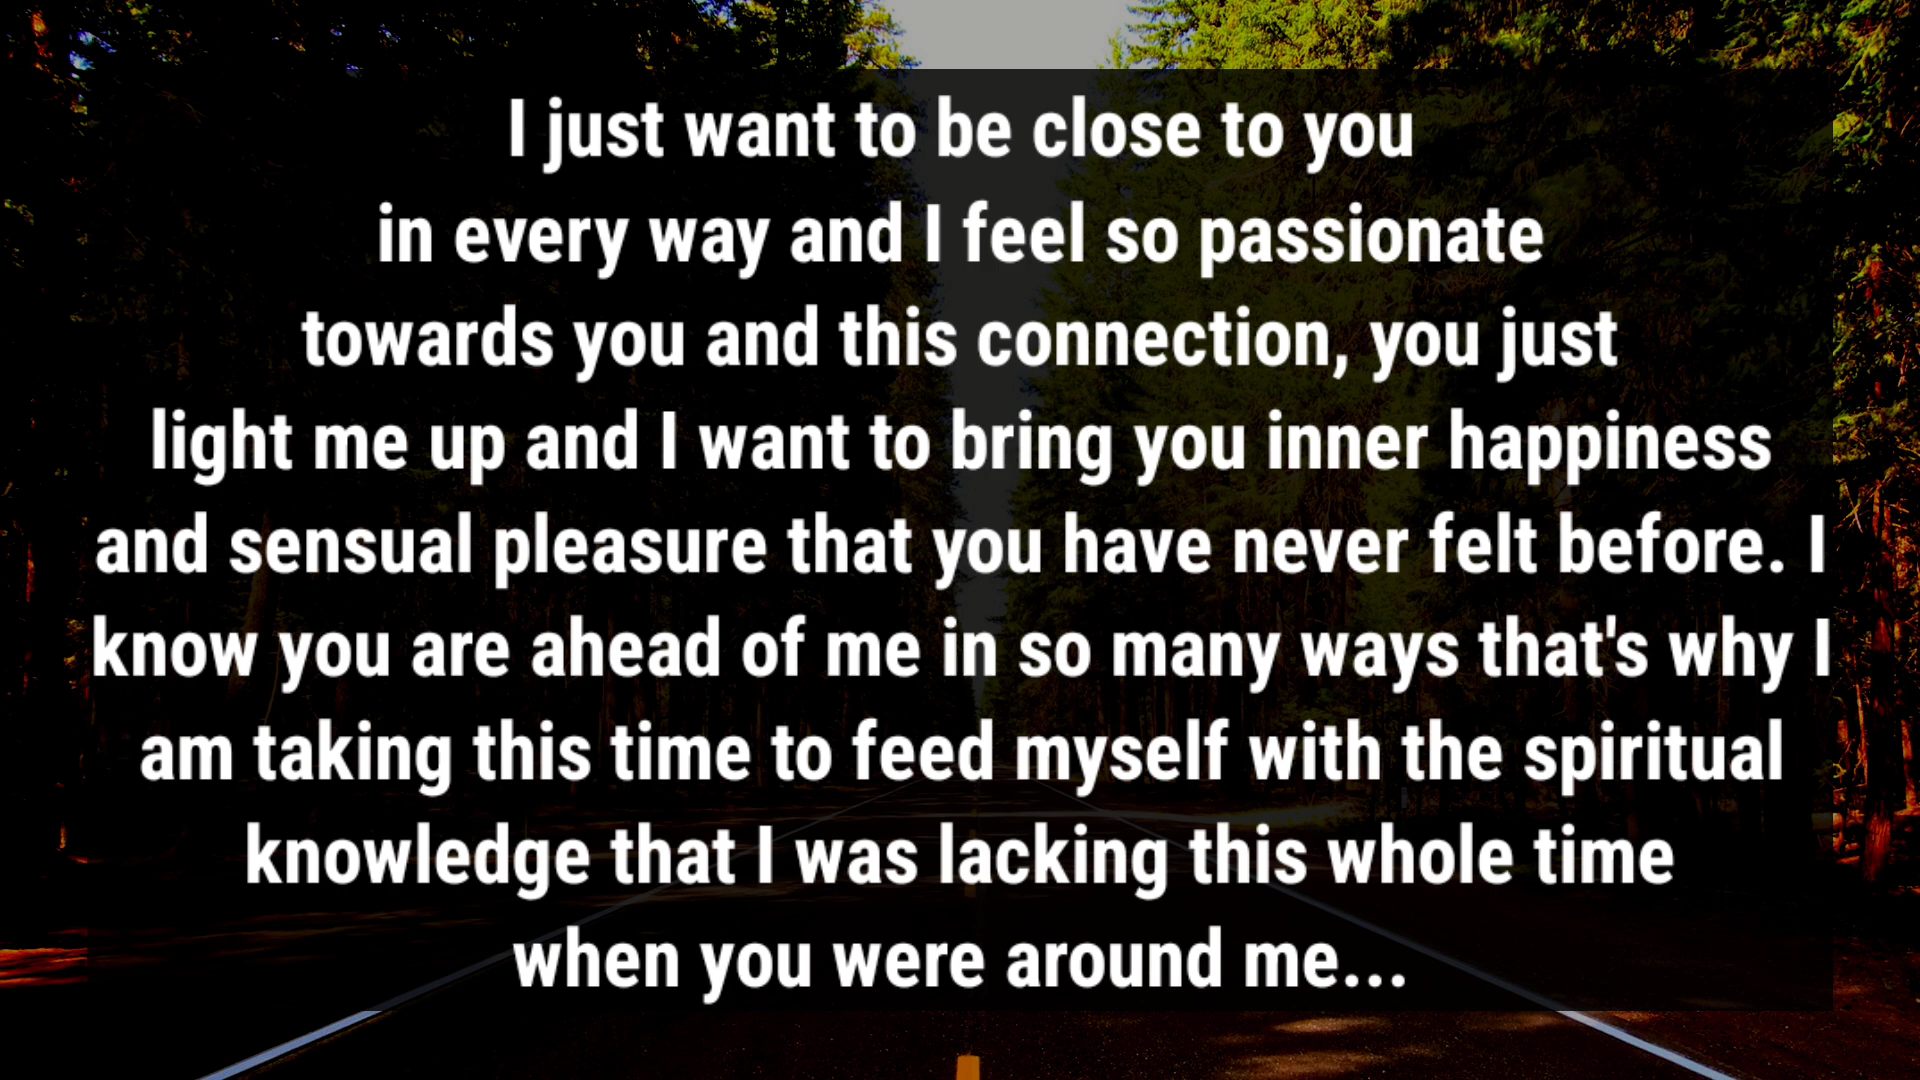 I just want to be close to you
in every way and I feel so passionate
towards you and this connection, you just
light me up and I want to bring you inner happiness
and sensual pleasure that you have never felt before. I
know you are ahead of me in so many ways that's why I
am taking this time to feed myself with the spiritual
knowledge that I was lacking this whole time
when you were around me...